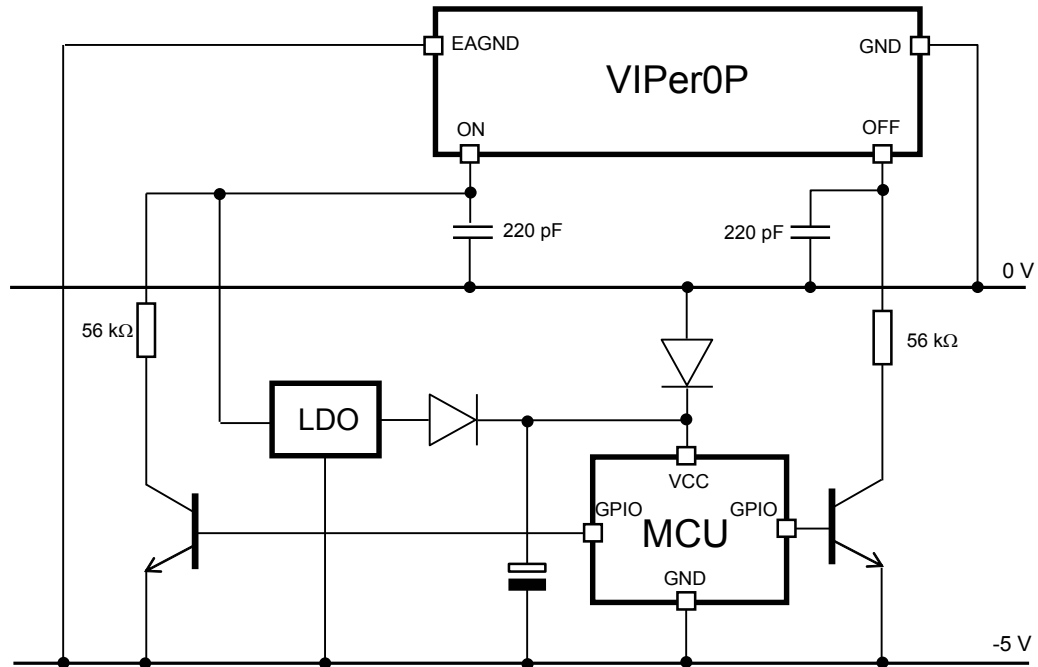 EAGND
GND
VIPer0P
ON
OFF
220 pF
220 pF
0 V
56 kΩ
56 kΩ
LDO
VCC
GPIO
GPIO
MCU
GND
-5 V